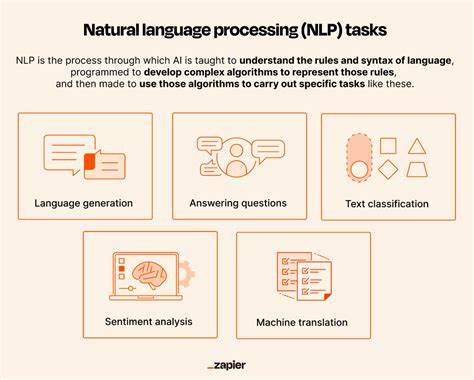 Natural language processing (NLP) tasks
NLP is the process through which AI is taught to understand the rules and syntax of language,
programmed to develop complex algorithms to represent those rules,
and then made to use those algorithms to carry out specific tasks like these.
Language generation
Answering questions
Text classification
Sentiment analysis
Machine translation
_zapier